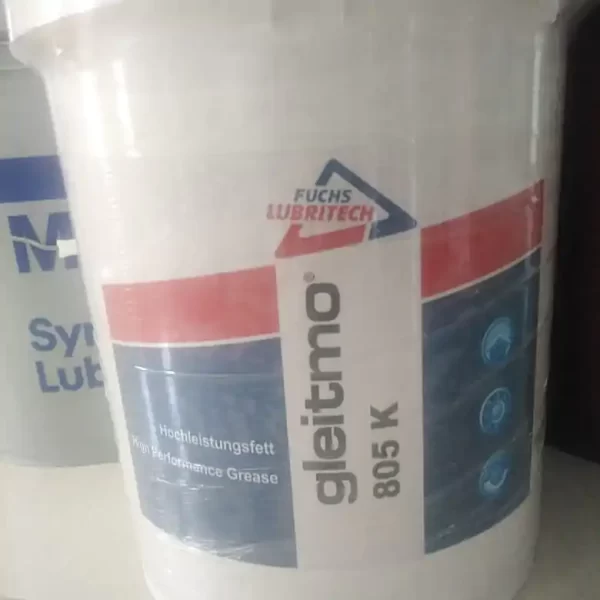 FUCHS
LUBRITECH
gleitmo®
805 K
Hochleistungsfett
High Performance Grease
M
Syn
Lub